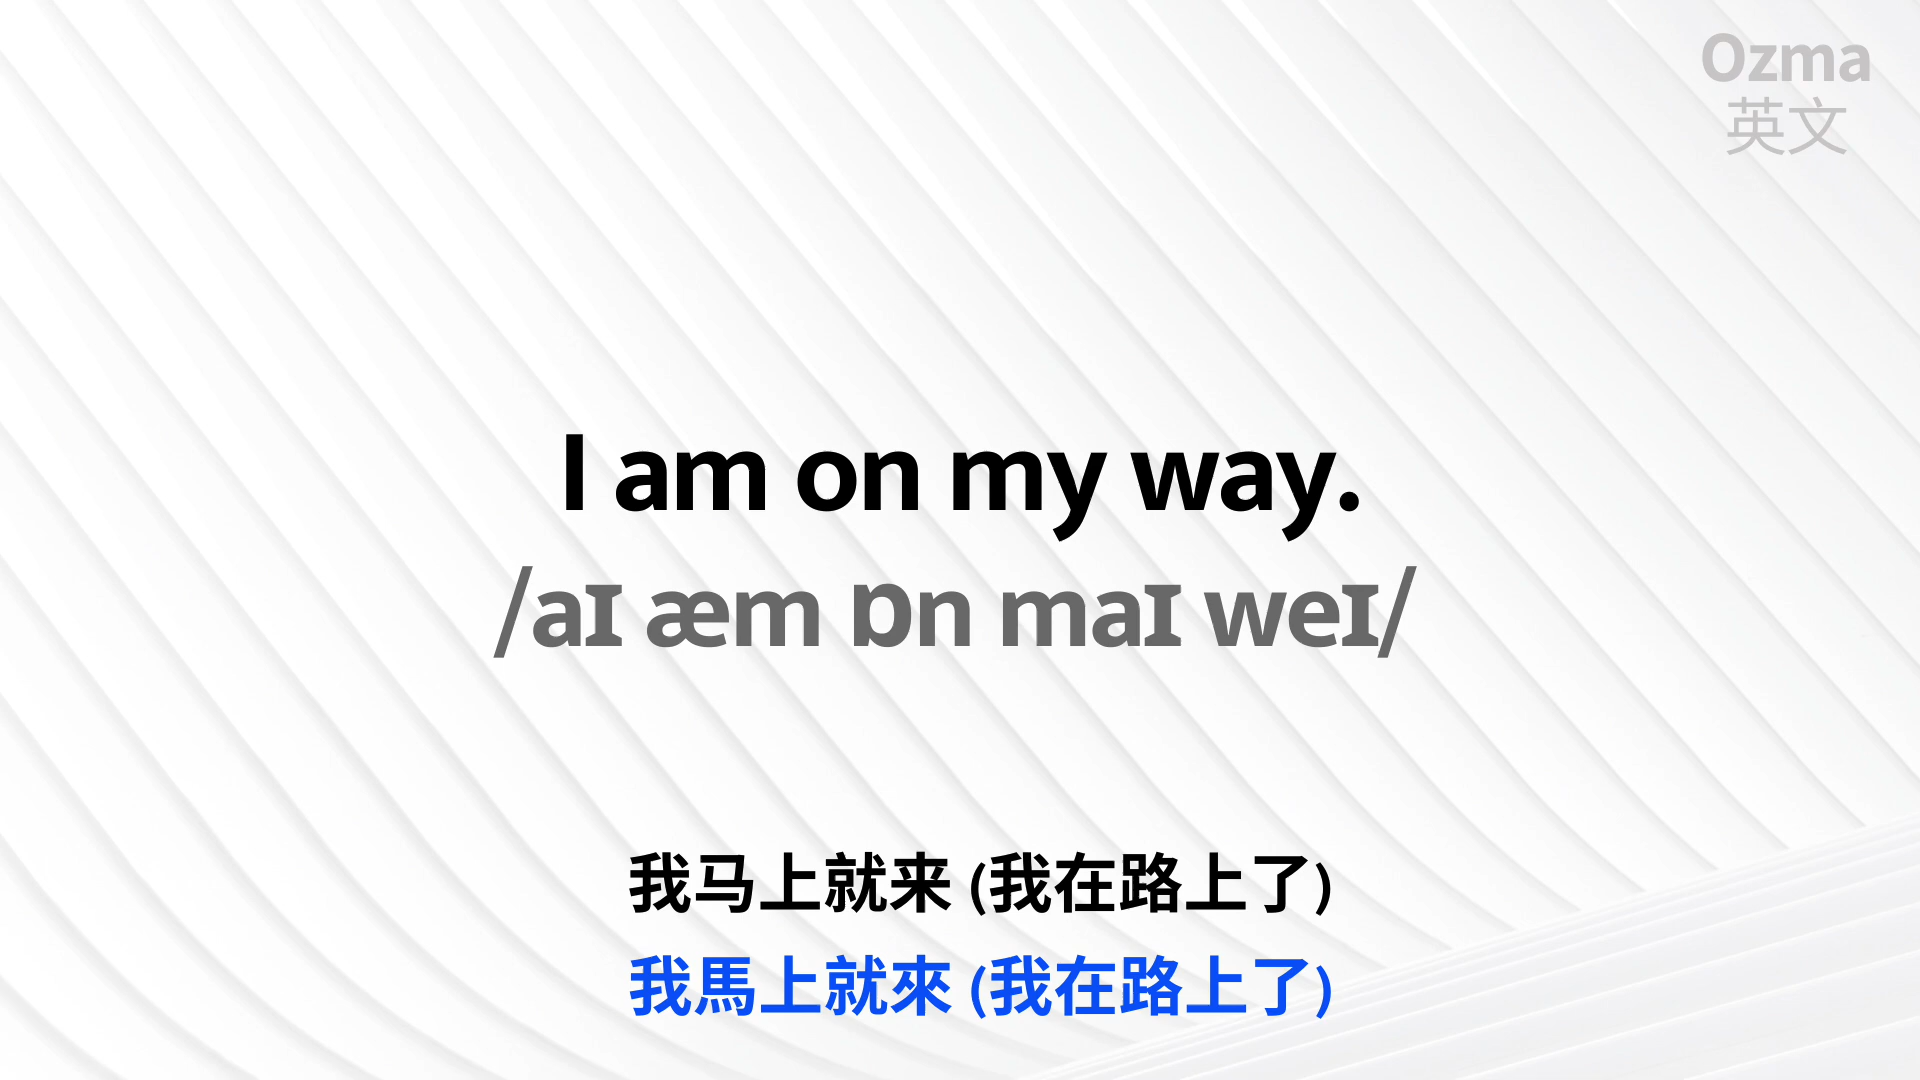 Ozma
英文
I am on my way.
/aɪ æm ɒn maɪ weɪ/
我马上就来 (我在路上了)
我馬上就來 (我在路上了)